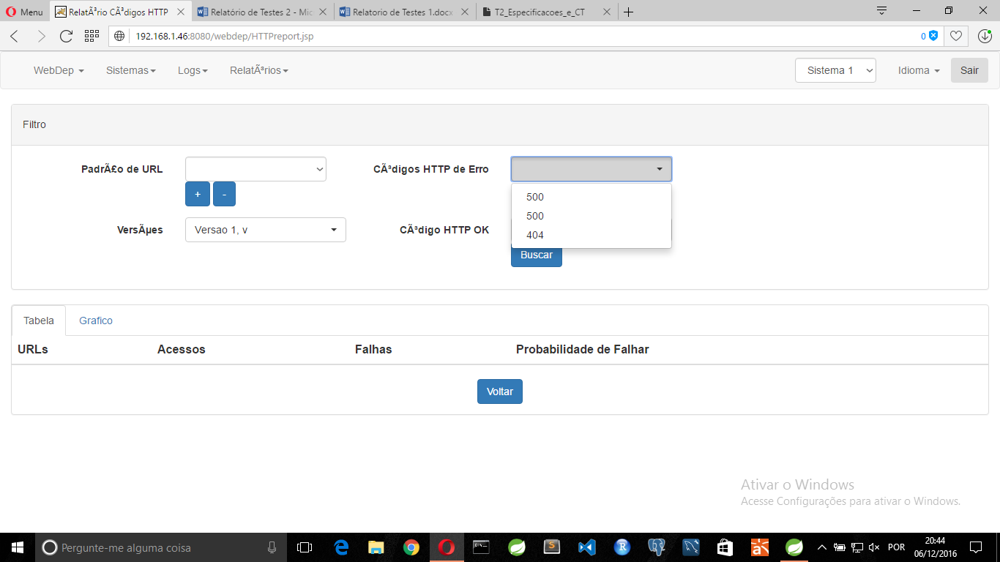 Menu
RelatÃ³rio CÃ³digos HTTP
Relatório de Testes 2 - Mic
Relatorio de Testes 1.docx
T2_Especificacoes_e_CT
192.168.1.46:8080/webdep/HTTPreport.jsp
0
WebDep
Sistemas
Logs
RelatÃ³rios
Sistema 1
Idioma
Sair
Filtro
PadrÃ£o de URL
CÃ³digos HTTP de Erro
+
-
500
500
404
VersÃµes
Versao 1, v
CÃ³digo HTTP OK
Buscar
Tabela
Grafico
URLs
Acessos
Falhas
Probabilidade de Falhar
Voltar
Ativar o Windows
Acesse Configurações para ativar o Windows.
Pergunte-me alguma coisa
POR
20:44
06/12/2016